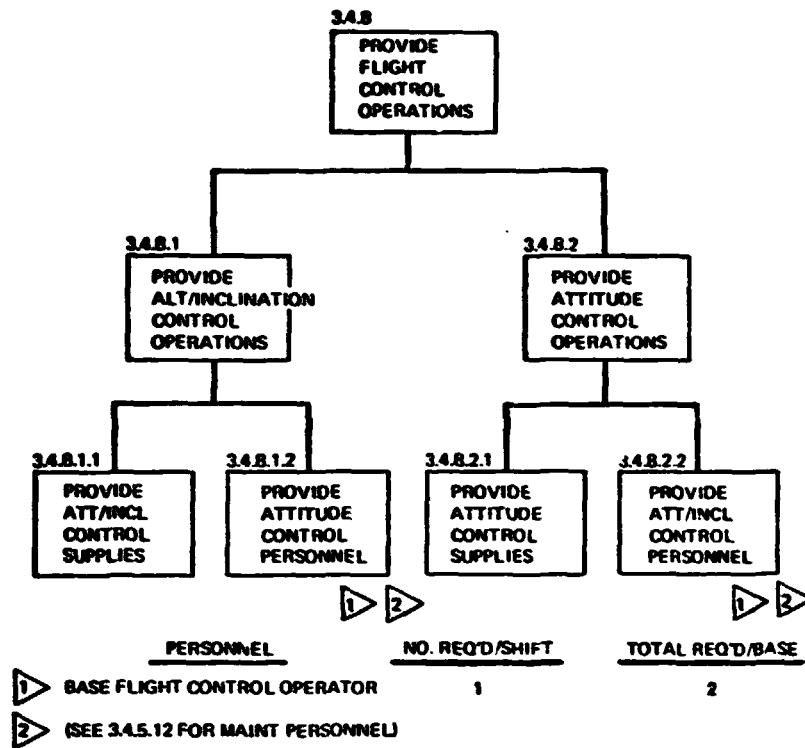 3.4.8
PROVIDE
FLIGHT
CONTROL
OPERATIONS
3.4.8.1
PROVIDE
ALT/INCLINATION
CONTROL
OPERATIONS
3.4.8.2
PROVIDE
ATTITUDE
CONTROL
OPERATIONS
3.4.8.1.1
PROVIDE
ATT/INCL
CONTROL
SUPPLIES
3.4.8.1.2
PROVIDE
ATTITUDE
CONTROL
PERSONNEL
1 2
3.4.8.2.1
PROVIDE
ATTITUDE
CONTROL
SUPPLIES
3.4.8.2.2
PROVIDE
ATT/INCL
CONTROL
PERSONNEL
1 2
PERSONNEL NO. REQ'D/SHIFT TOTAL REQ'D/BASE
1 BASE FLIGHT CONTROL OPERATOR 1 2
2 (SEE 3.4.5.12 FOR MAINT PERSONNEL)